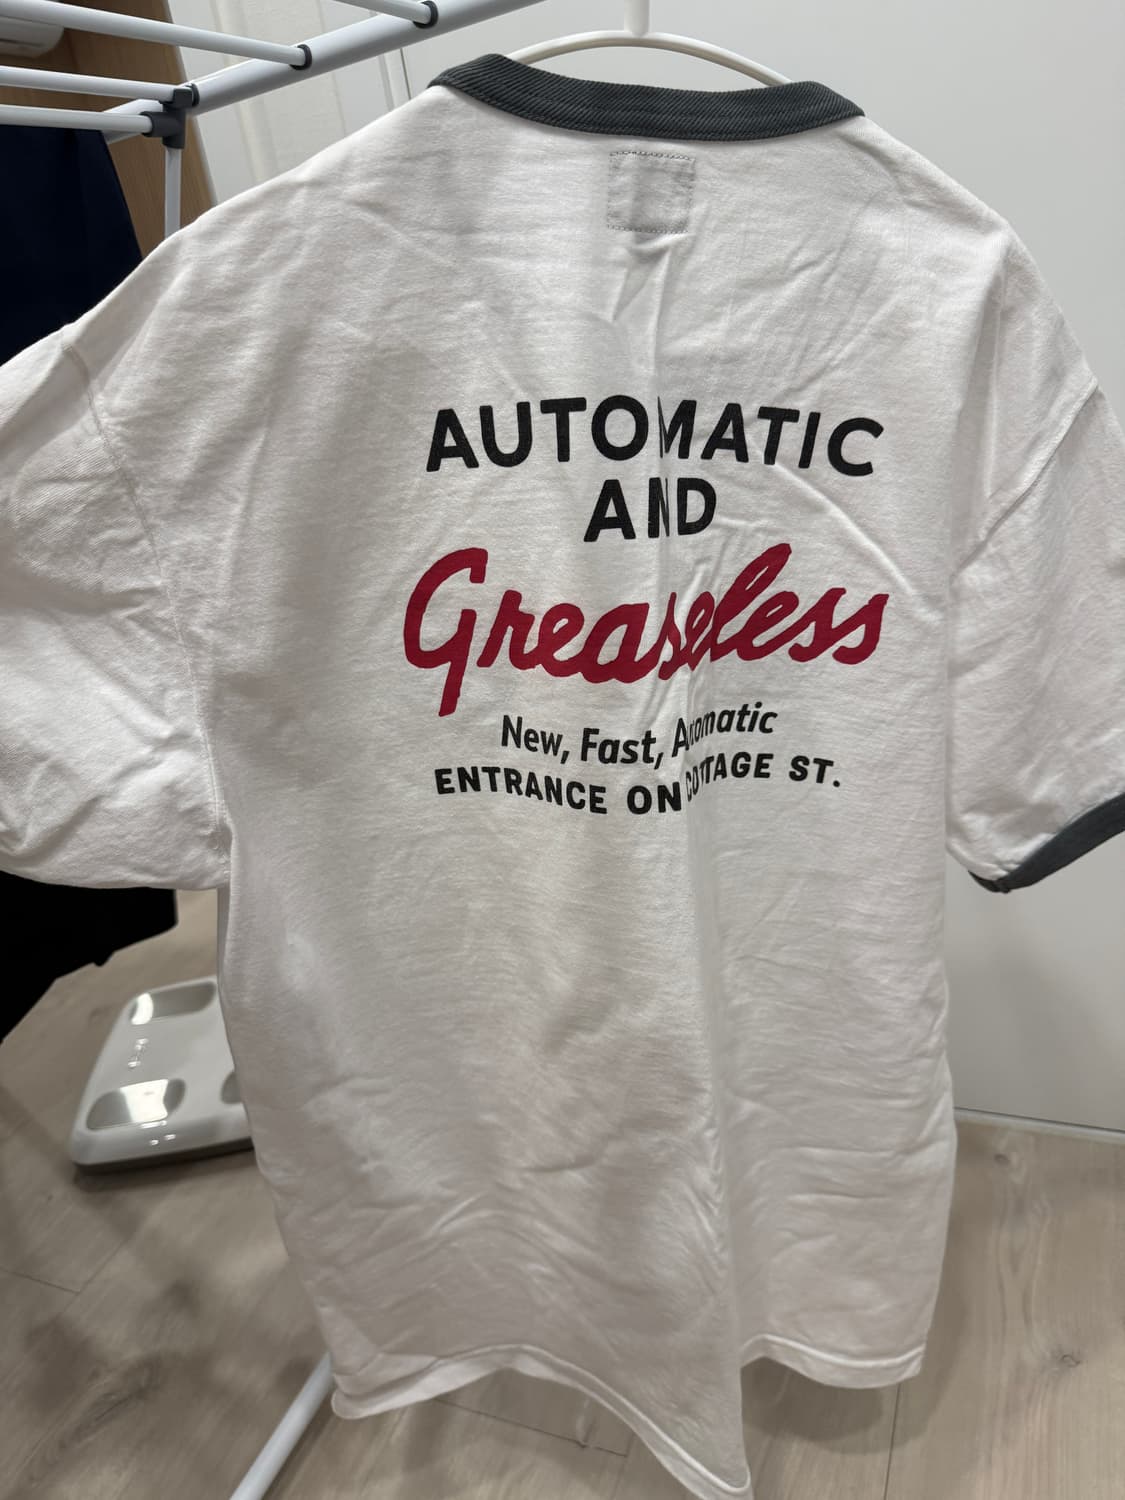 AUTOMATIC
AND
Greaseless
New, Fast, Automatic
ENTRANCE ON COTTAGE ST.